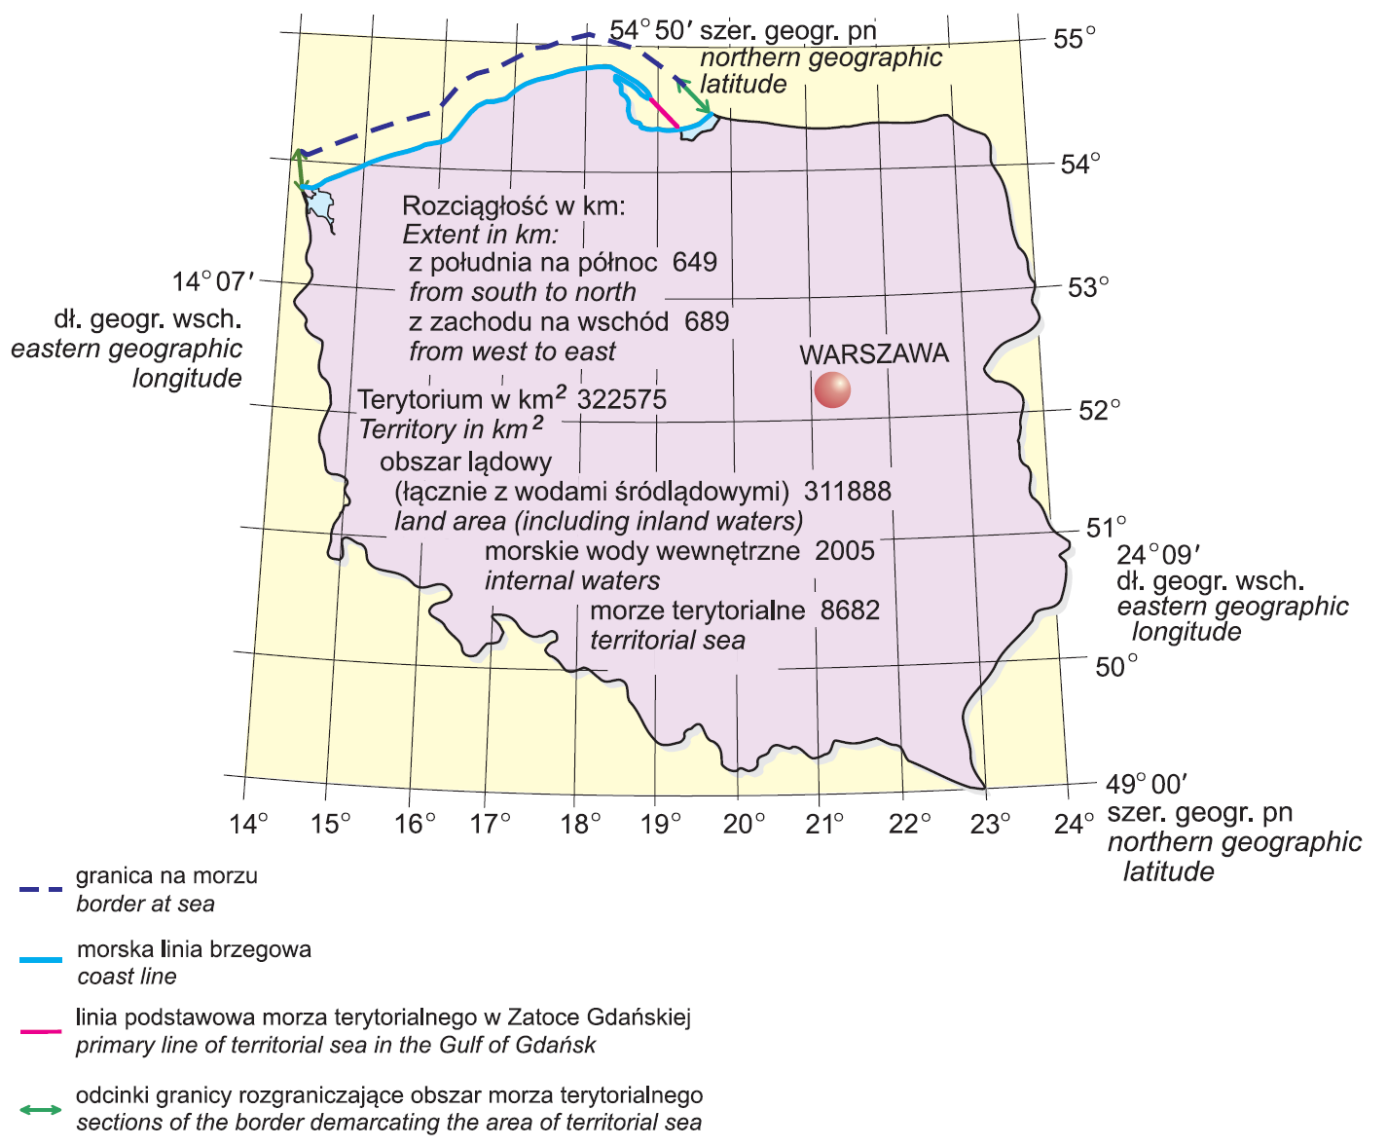 54°50′ szer. geogr. pn
northern geographic
latitude
55°
54°
Rozciągłość w km:
Extent in km:
z południa na północ 649
from south to north
z zachodu na wschód 689
from west to east
14°07′
dł. geogr. wsch.
eastern geographic
longitude
53°
WARSZAWA
Terytorium w km² 322575
Territory in km²
52°
obszar lądowy
(łącznie z wodami śródlądowymi) 311888
land area (including inland waters)
morskie wody wewnętrzne 2005
internal waters
morze terytorialne 8682
territorial sea
51°
24°09′
dł. geogr. wsch.
eastern geographic
longitude
50°
49°00′
szer. geogr. pn
northern geographic
latitude
14° 15° 16° 17° 18° 19° 20° 21° 22° 23° 24°
granica na morzu
border at sea
morska linia brzegowa
coast line
linia podstawowa morza terytorialnego w Zatoce Gdańskiej
primary line of territorial sea in the Gulf of Gdańsk
odcinki granicy rozgraniczające obszar morza terytorialnego
sections of the border demarcating the area of territorial sea